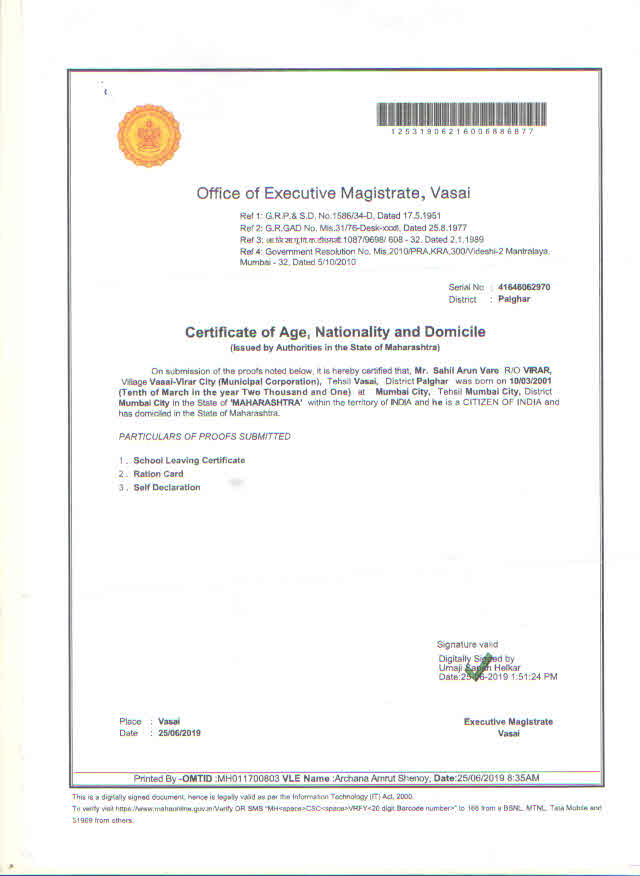 12531906216006886877
Office of Executive Magistrate, Vasai
Ref 1: G.R.P.& S.D. No.1586/34-D, Dated 17.5.1951
Ref 2: G.R,GAD No. Mis.31/76-Desk-xxxII, Dated 25.8.1977
Ref 3: 1087/9698/ 608 - 32, Dated 2.1.1989
Ref 4: Government Resolution No. Mis.2010/PRA,KRA,300/Videshi-2 Mantralaya,
Mumbai - 32, Dated 5/10/2010
Serial No : 41646062970
District : Palghar
Certificate of Age, Nationality and Domicile
(Issued by Authorities in the State of Maharashtra)
On submission of the proofs noted below, it is hereby certified that, Mr. Sahil Arun Vare R/O VIRAR,
Village Vasai-Virar City (Municipal Corporation), Tehsil Vasai, District Palghar was born on 10/03/2001
(Tenth of March in the year Two Thousand and One) at Mumbai City, Tehsil Mumbai City, District
Mumbai City in the State of 'MAHARASHTRA' within the territory of INDIA and he is a CITIZEN OF INDIA and
has domiciled in the State of Maharashtra.
PARTICULARS OF PROOFS SUBMITTED
1 . School Leaving Certificate
2 . Ration Card
3 . Self Declaration
Signature valid
Digitally Signed by
Umaji Helkar
Date:25-06-2019 1:51:24 PM
Place : Vasai
Date : 25/06/2019
Executive Magistrate
Vasai
Printed By -OMTID :MH011700803 VLE Name :Archana Amrut Shenoy, Date:25/06/2019 8:35AM
This is a digitally signed document, hence is legally valid as per the Information Technology (IT) Act, 2000.
To verify visit https://www.mahaonline.gov.in/Verify OR SMS "MH<space>CSC<space>VRFY<20 digit Barcode number>" to 166 from a BSNL, MTNL, Tata Mobile and
51969 from others.